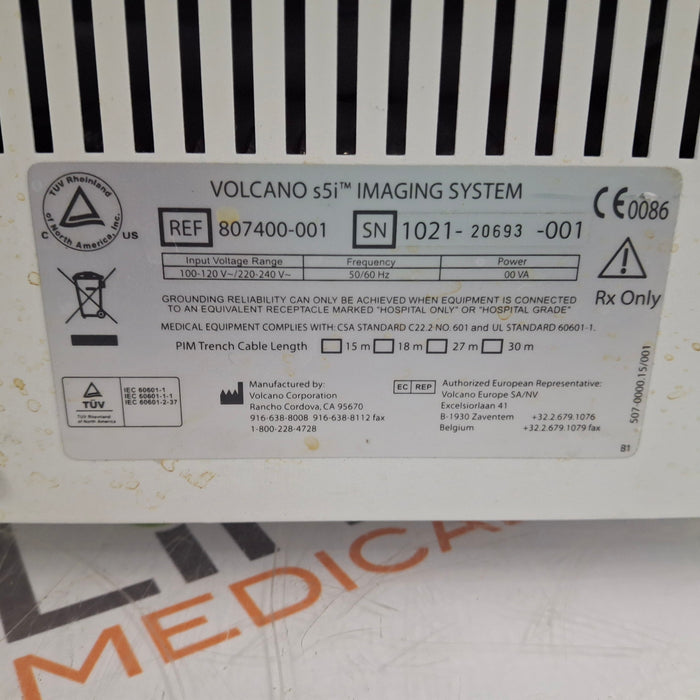 TÜV Rheinland
of North America, Inc.
C US
VOLCANO s5i™ IMAGING SYSTEM
REF 807400-001 SN 1021- 20693 -001
CE0086
Input Voltage Range Frequency Power
100-120 V~/220-240 V~ 50/60 Hz 00 VA
Rx Only
GROUNDING RELIABILITY CAN ONLY BE ACHIEVED WHEN EQUIPMENT IS CONNECTED
TO AN EQUIVALENT RECEPTACLE MARKED "HOSPITAL ONLY" OR "HOSPITAL GRADE"
MEDICAL EQUIPMENT COMPLIES WITH: CSA STANDARD C22.2 NO. 601 and UL STANDARD 60601-1.
PIM Trench Cable Length 15 m 18 m 27 m 30 m
TÜV
TÜV Rheinland
of North America
IEC 60601-1
IEC 60601-1-1
IEC 60601-2-37
Manufactured by:
Volcano Corporation
Rancho Cordova, CA 95670
916-638-8008 916-638-8112 fax
1-800-228-4728
EC REP Authorized European Representative:
Volcano Europe SA/NV
Excelsiorlaan 41
B-1930 Zaventem +32.2.679.1076
Belgium +32.2.679.1079 fax
507-0000.15/001
B1
MEDICA